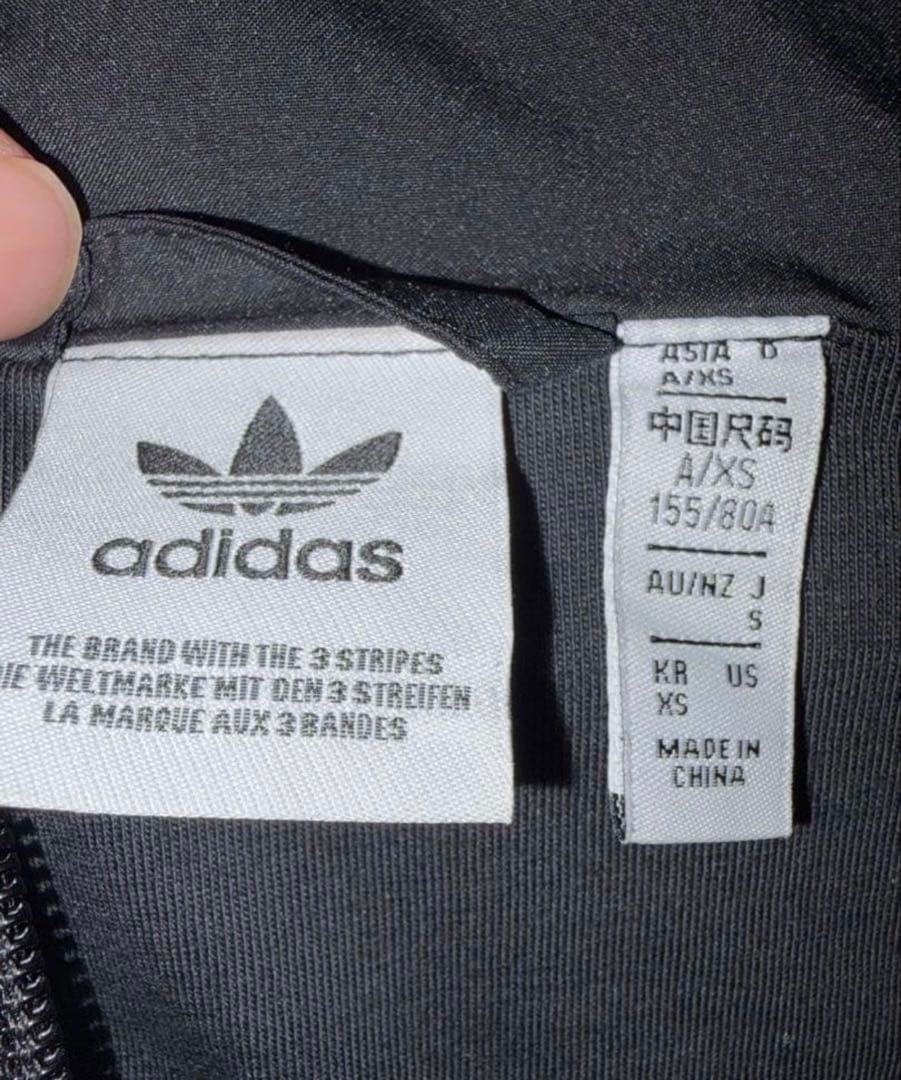 adidas
THE BRAND WITH THE 3 STRIPES
DIE WELTMARKE MIT DEN 3 STREIFEN
LA MARQUE AUX 3 BANDES
ASIA D
A/XS
中国尺码
A/XS
155/80A
AU/NZ J
S
KR US
XS
MADE IN
CHINA